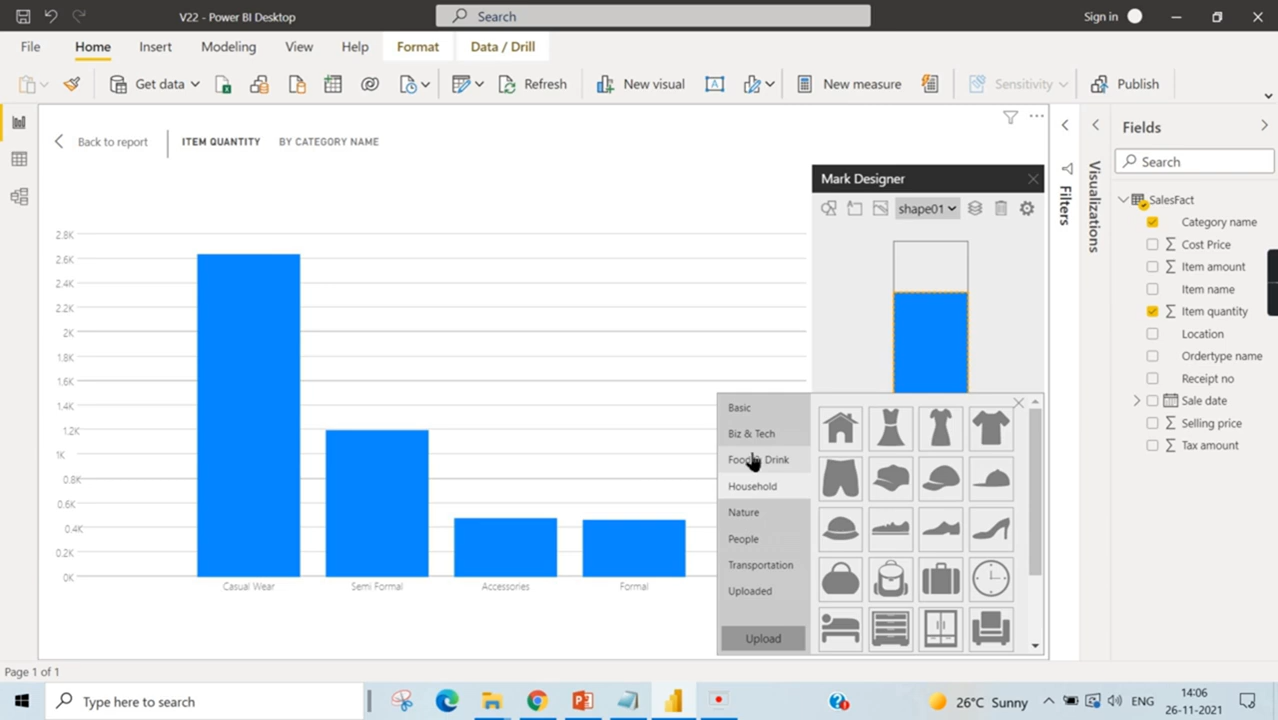 V22 - Power BI Desktop
Search
Sign in
File Home Insert Modeling View Help Format Data / Drill
Get data Refresh New visual New measure Sensitivity Publish
Back to report ITEM QUANTITY BY CATEGORY NAME
2.8K
2.6K
2.4K
2.2K
2K
1.8K
1.6K
1.4K
1.2K
1K
0.8K
0.6K
0.4K
0.2K
0K
Casual Wear Semi Formal Accessories Formal
Mark Designer
shape01
Basic
Biz & Tech
Food & Drink
Household
Nature
People
Transportation
Uploaded
Upload
Filters
Visualizations
Fields
Search
SalesFact
Category name
Cost Price
Item amount
Item name
Item quantity
Location
Ordertype name
Receipt no
Sale date
Selling price
Tax amount
Page 1 of 1
Type here to search
26°C Sunny
ENG
14:06
26-11-2021